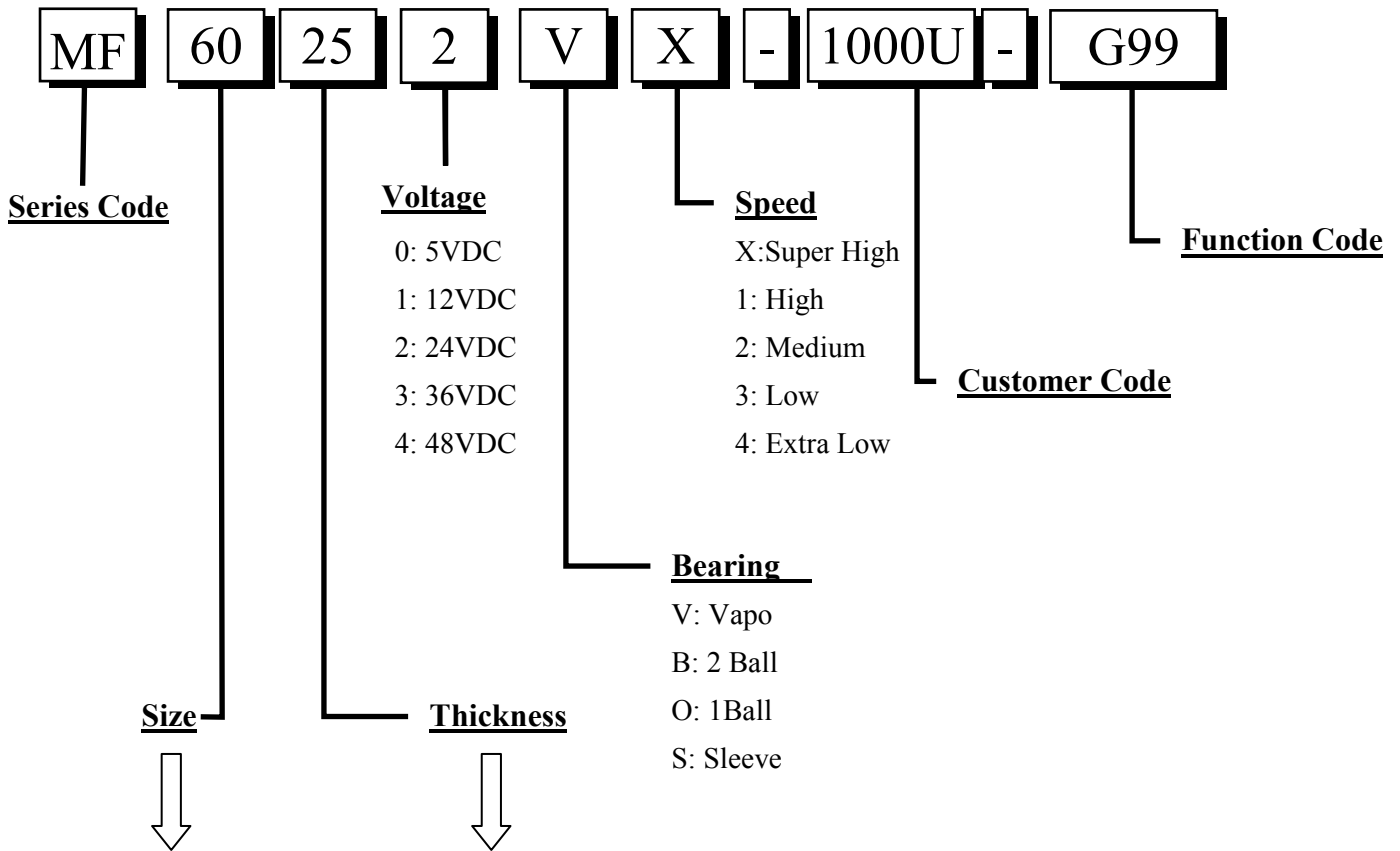 MF 60 25 2 V X - 1000U - G99
Series Code
Voltage
0: 5VDC
1: 12VDC
2: 24VDC
3: 36VDC
4: 48VDC
Speed
X:Super High
1: High
2: Medium
3: Low
4: Extra Low
Function Code
Customer Code
Bearing
V: Vapo
B: 2 Ball
O: 1Ball
S: Sleeve
Size
Thickness